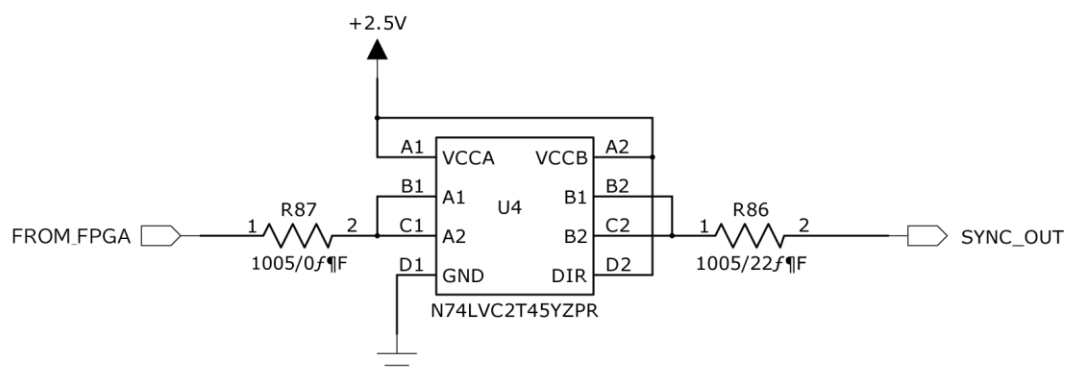 +2.5V
A1 A2
VCCA VCCB
B1 B2
A1 B1
R87 U4 R86
FROM_FPGA 1 2 C1 A2 B2 C2 1 2 SYNC_OUT
1005/0ƒ¶F 1005/22ƒ¶F
D1 D2
GND DIR
N74LVC2T45YZPR